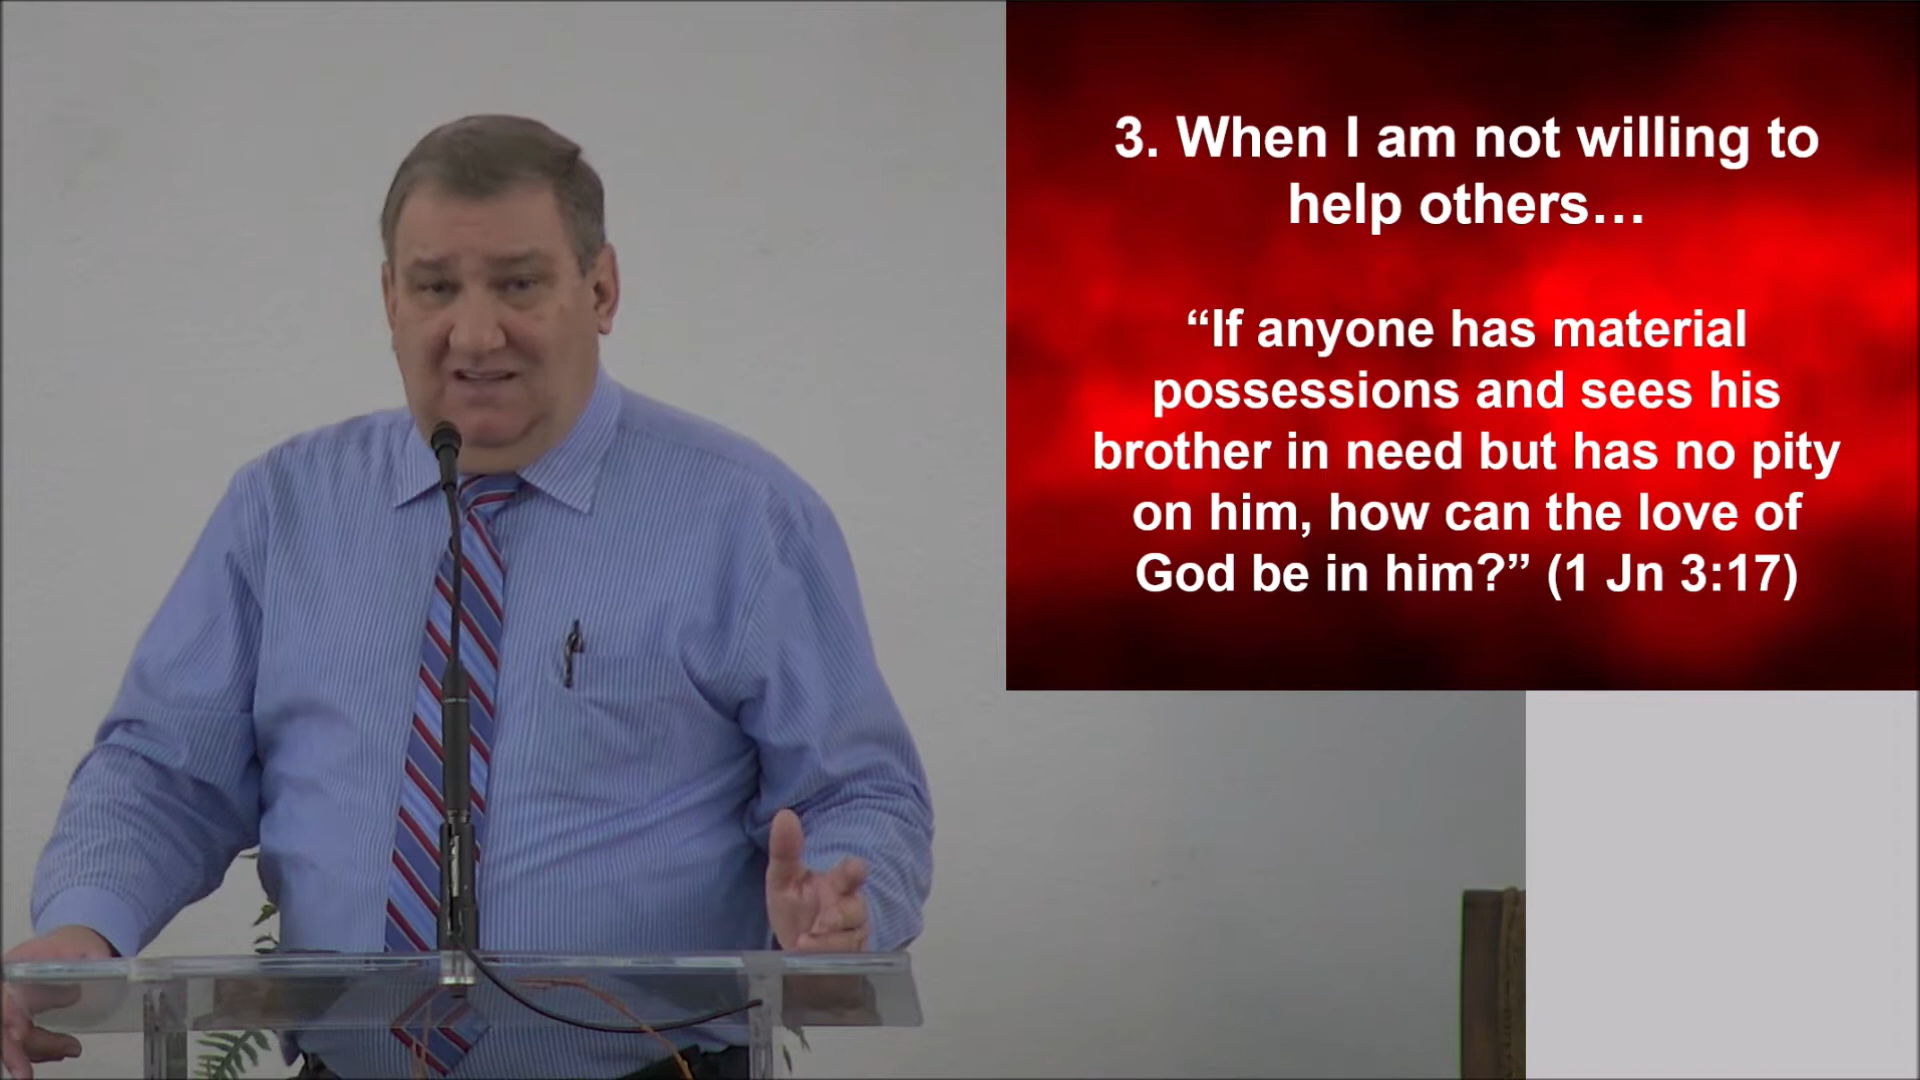 3. When I am not willing to
help others…
“If anyone has material
possessions and sees his
brother in need but has no pity
on him, how can the love of
God be in him?” (1 Jn 3:17)